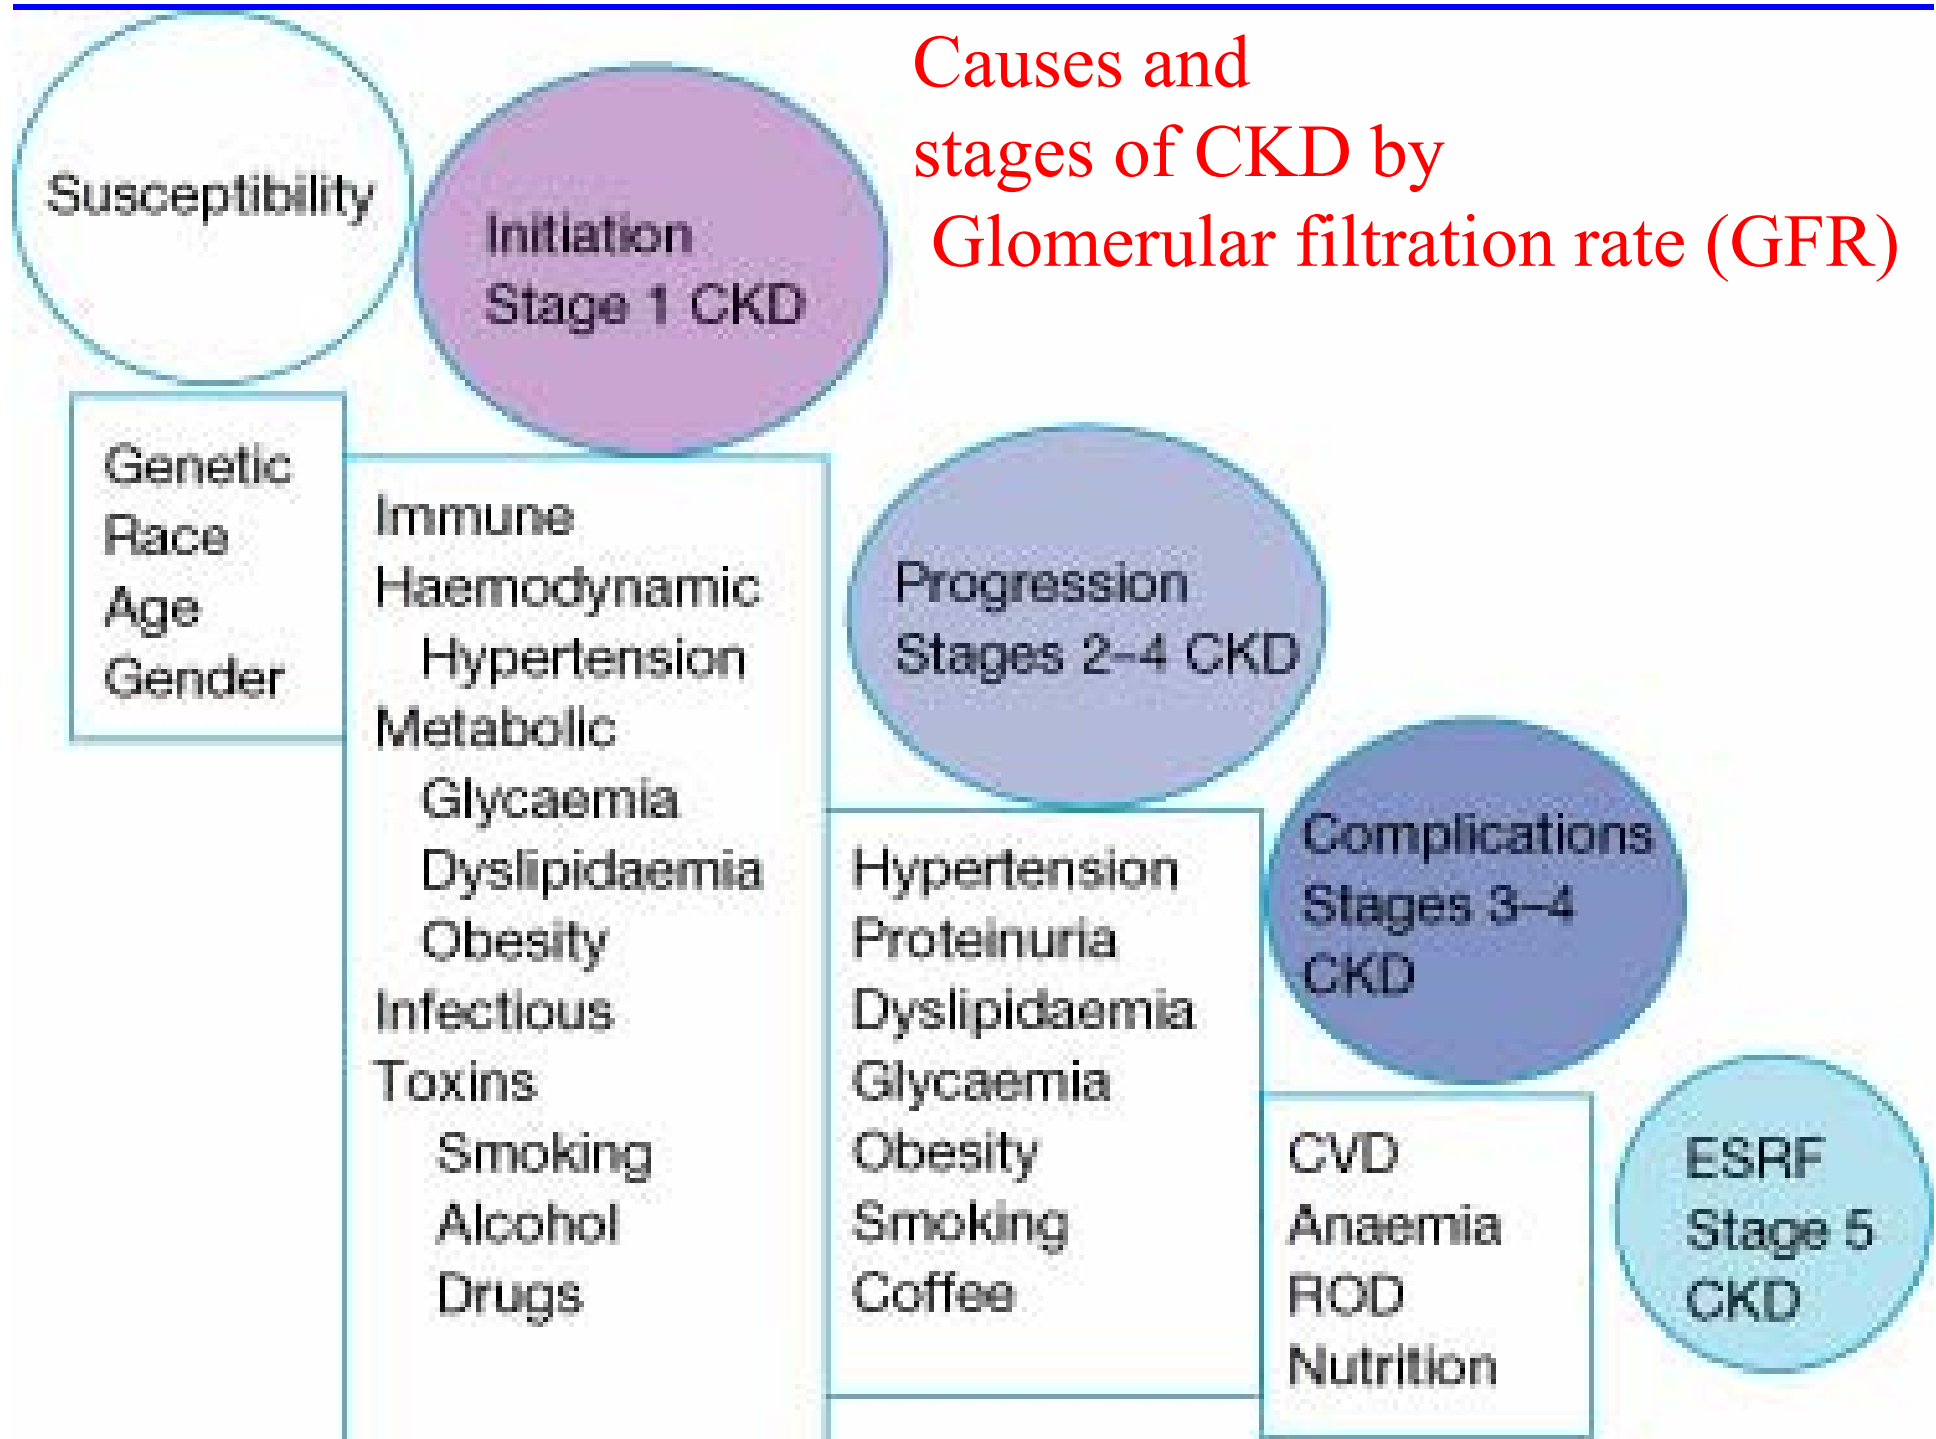 Causes and
stages of CKD by
Glomerular filtration rate (GFR)
Susceptibility
Initiation
Stage 1 CKD
Genetic
Race
Age
Gender
Immune
Haemodynamic
Hypertension
Metabolic
Glycaemia
Dyslipidaemia
Obesity
Infectious
Toxins
Smoking
Alcohol
Drugs
Progression
Stages 2–4 CKD
Hypertension
Proteinuria
Dyslipidaemia
Glycaemia
Obesity
Smoking
Coffee
Complications
Stages 3–4
CKD
CVD
Anaemia
ROD
Nutrition
ESRF
Stage 5
CKD